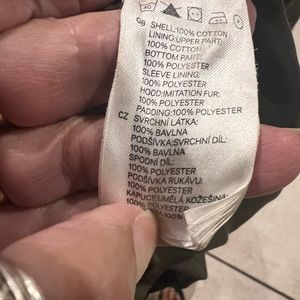 40
GB SHELL:100% COTTON
LINING:UPPER PART:
100% COTTON
BOTTOM PART:
100% POLYESTER
SLEEVE LINING:
100% POLYESTER
HOOD:IMITATION FUR:
100% POLYESTER
PADDING:100% POLYESTER
CZ SVRCHNÍ LÁTKA:
100% BAVLNA
PODŠÍVKA:SVRCHNÍ DÍL:
100% BAVLNA
SPODNÍ DÍL:
100% POLYESTER
PODŠÍVKA RUKÁVU:
100% POLYESTER
KAPUCE:UMĚLÁ KOŽEŠINA:
100% POLYESTER
100%